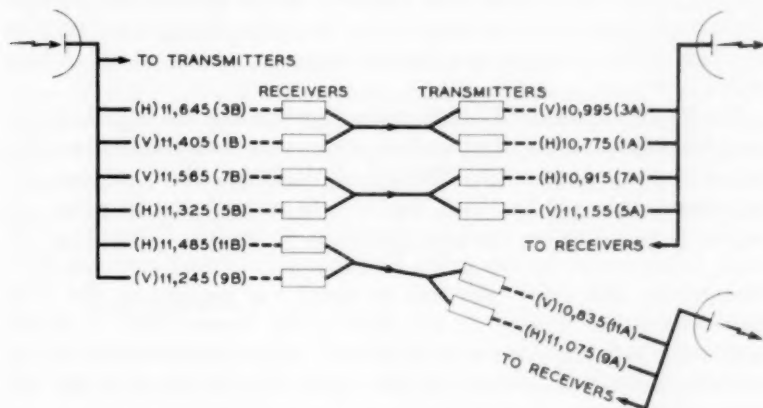 TO TRANSMITTERS
RECEIVERS TRANSMITTERS
(H)11,645(3B) (V)10,995(3A)
(V)11,405(1B) (H)10,775(1A)
(V)11,565(7B) (H)10,915(7A)
(H)11,325(5B) (V)11,155(5A)
(H)11,485(11B) TO RECEIVERS
(V)11,245(9B)
(V)10,835(11A)
(H)11,075(9A)
TO RECEIVERS